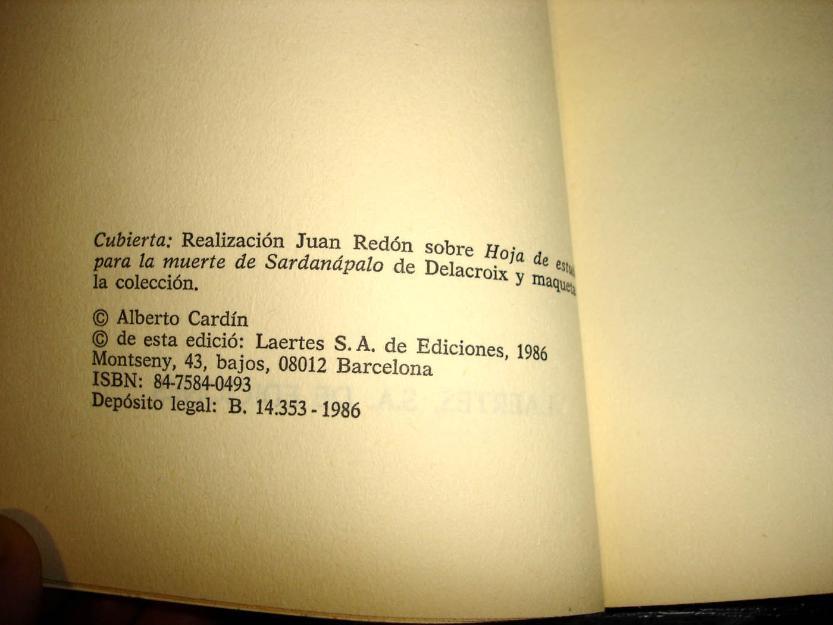 Cubierta: Realización Juan Redón sobre Hoja de
para la muerte de Sardanápalo de Delacroix y maqueta
la colección.
© Alberto Cardín
© de esta edició: Laertes S. A. de Ediciones, 1986
Montseny, 43, bajos, 08012 Barcelona
ISBN: 84-7584-0493
Depósito legal: B. 14.353 - 1986